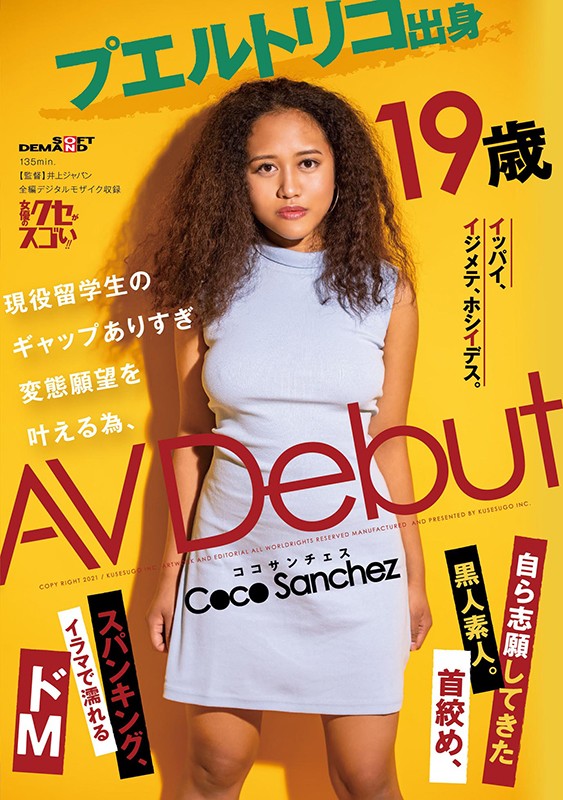 プエルトリコ出身
19歳
SOFT
ON
DEMAND
135min.
【監督】井上ジャパン
全編デジタルモザイク収録
女優のクセが
スゴい!!
イッパイ、
イジメテ、ホシイデス。
現役留学生の
ギャップありすぎ
変態願望を
叶える為、
AV Debut
COPY RIGHT 2021 / KUSESUGO INC. ARTWORK AND EDITORIAL ALL WORLDRIGHTS RESERVED MANUFACTURED AND PRESENTED BY KUSESUGO INC.
ココサンチェス
Coco Sanchez
自ら志願してきた
黒人素人。
首絞め、
スパンキング、
イラマで濡れる
ドM